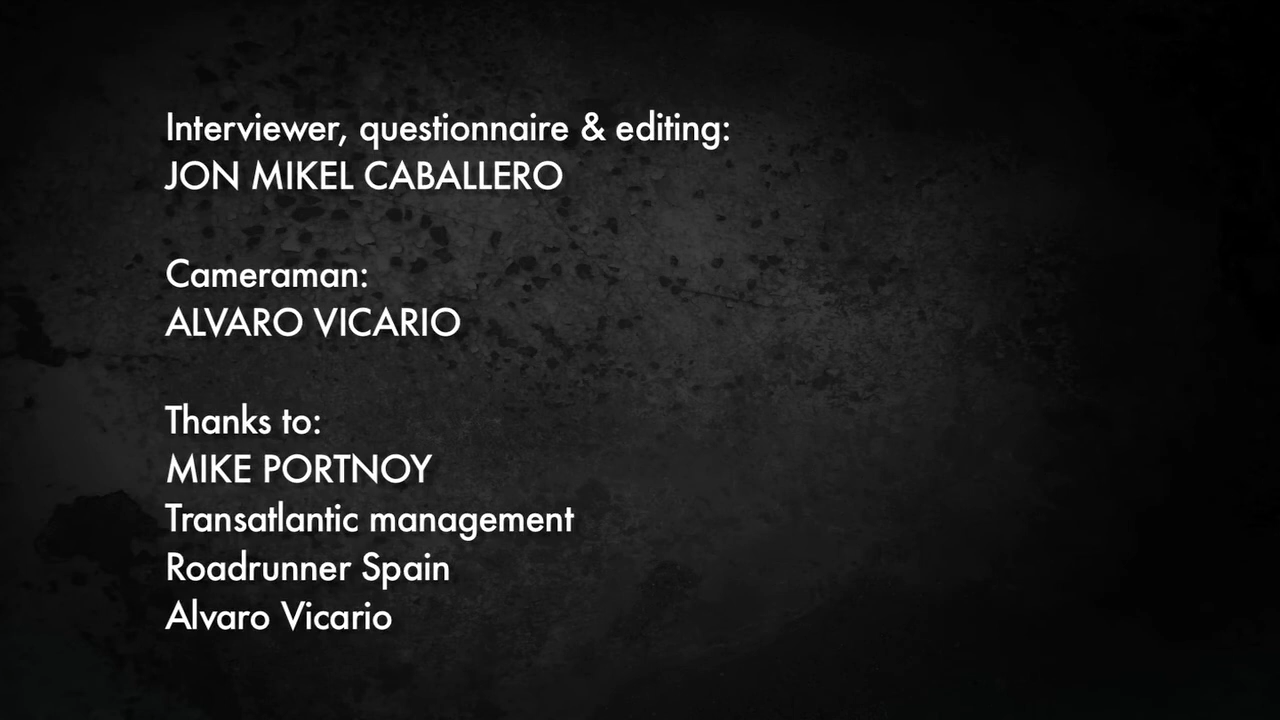 Interviewer, questionnaire & editing:
JON MIKEL CABALLERO
Cameraman:
ALVARO VICARIO
Thanks to:
MIKE PORTNOY
Transatlantic management
Roadrunner Spain
Alvaro Vicario